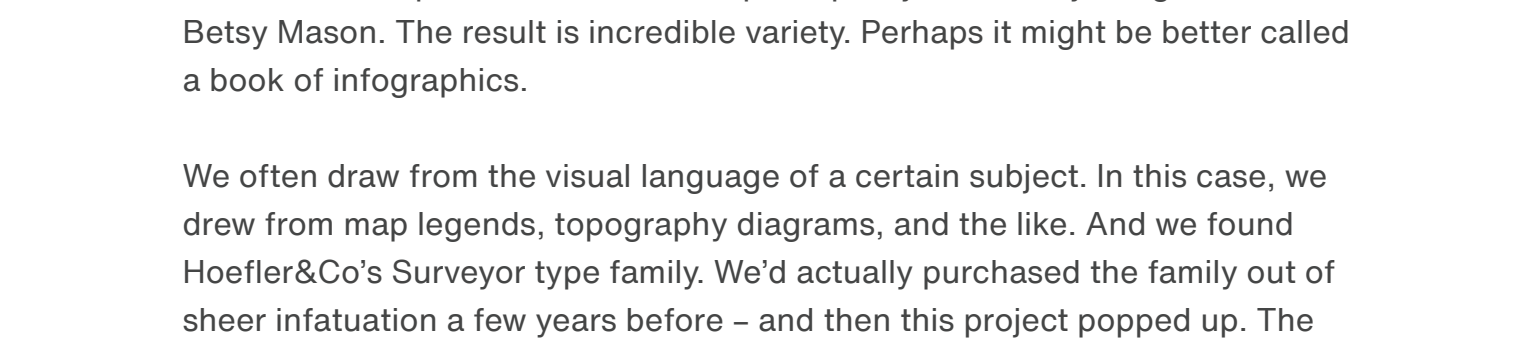 Betsy Mason. The result is incredible variety. Perhaps it might be better called
a book of infographics.
We often draw from the visual language of a certain subject. In this case, we
drew from map legends, topography diagrams, and the like. And we found
Hoefler&Co’s Surveyor type family. We’d actually purchased the family out of
sheer infatuation a few years before – and then this project popped up. The